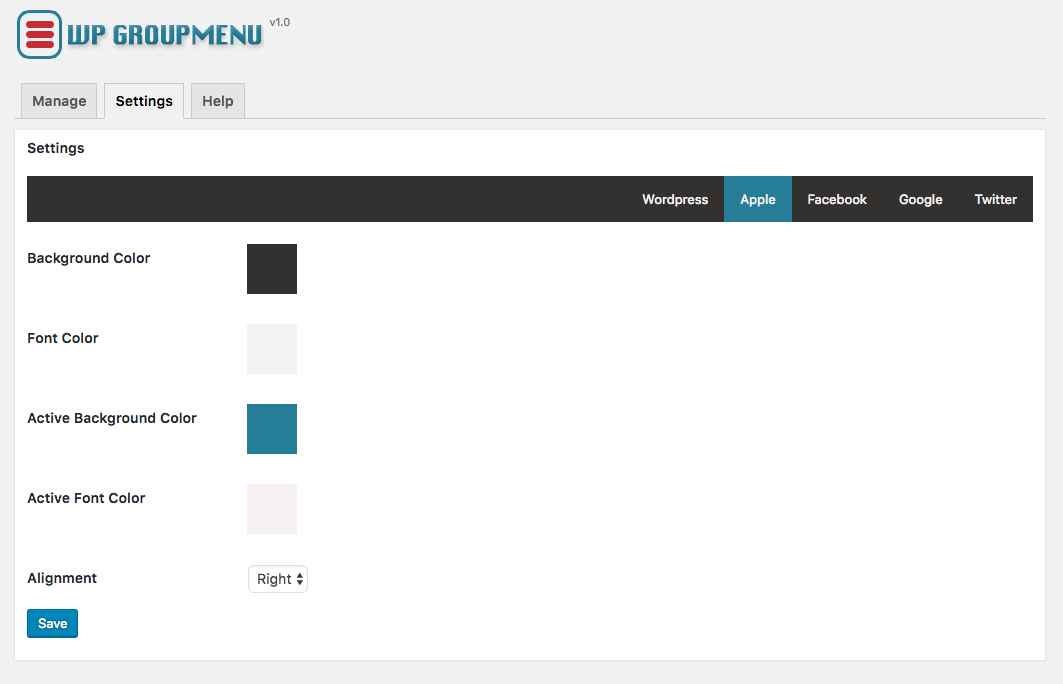 WP GROUPMENU v1.0
Manage Settings Help
Settings
Wordpress Apple Facebook Google Twitter
Background Color
Font Color
Active Background Color
Active Font Color
Alignment Right
Save